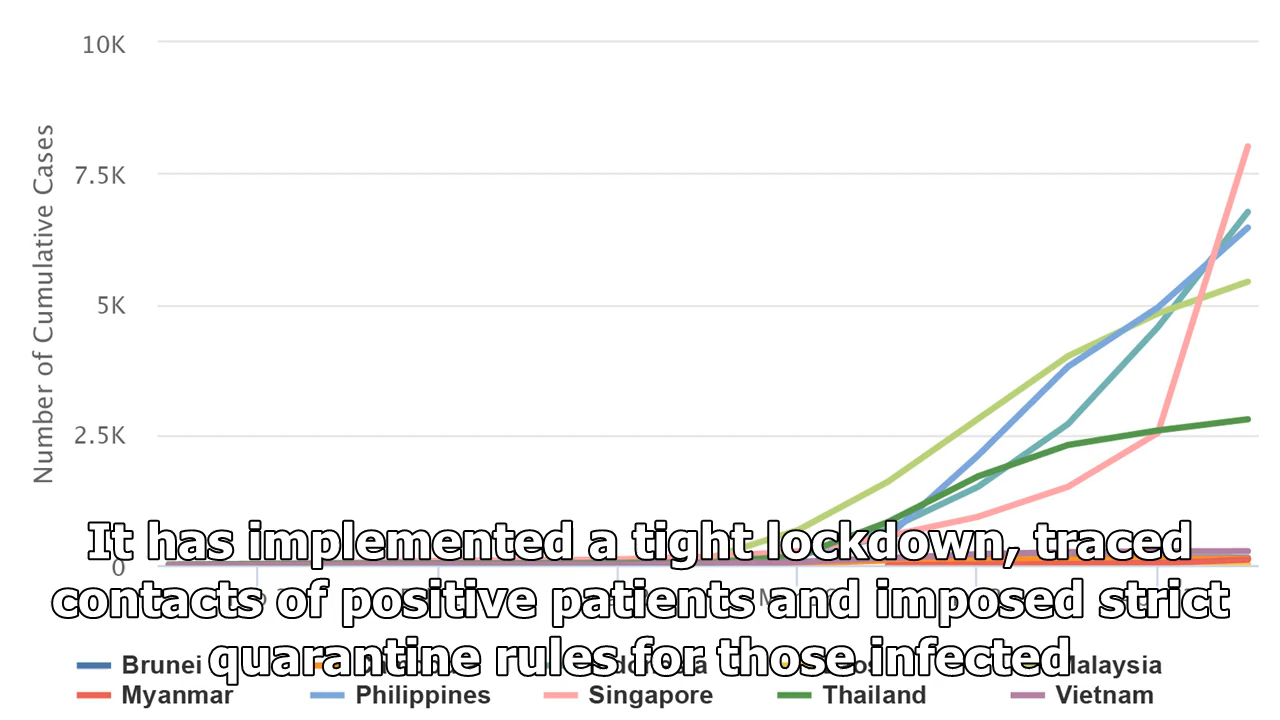 10K
7.5K
5K
2.5K
0
Number of Cumulative Cases
It has implemented a tight lockdown, traced
contacts of positive patients and imposed strict
quarantine rules for those infected
Brunei Malaysia
Myanmar Philippines Singapore Thailand Vietnam